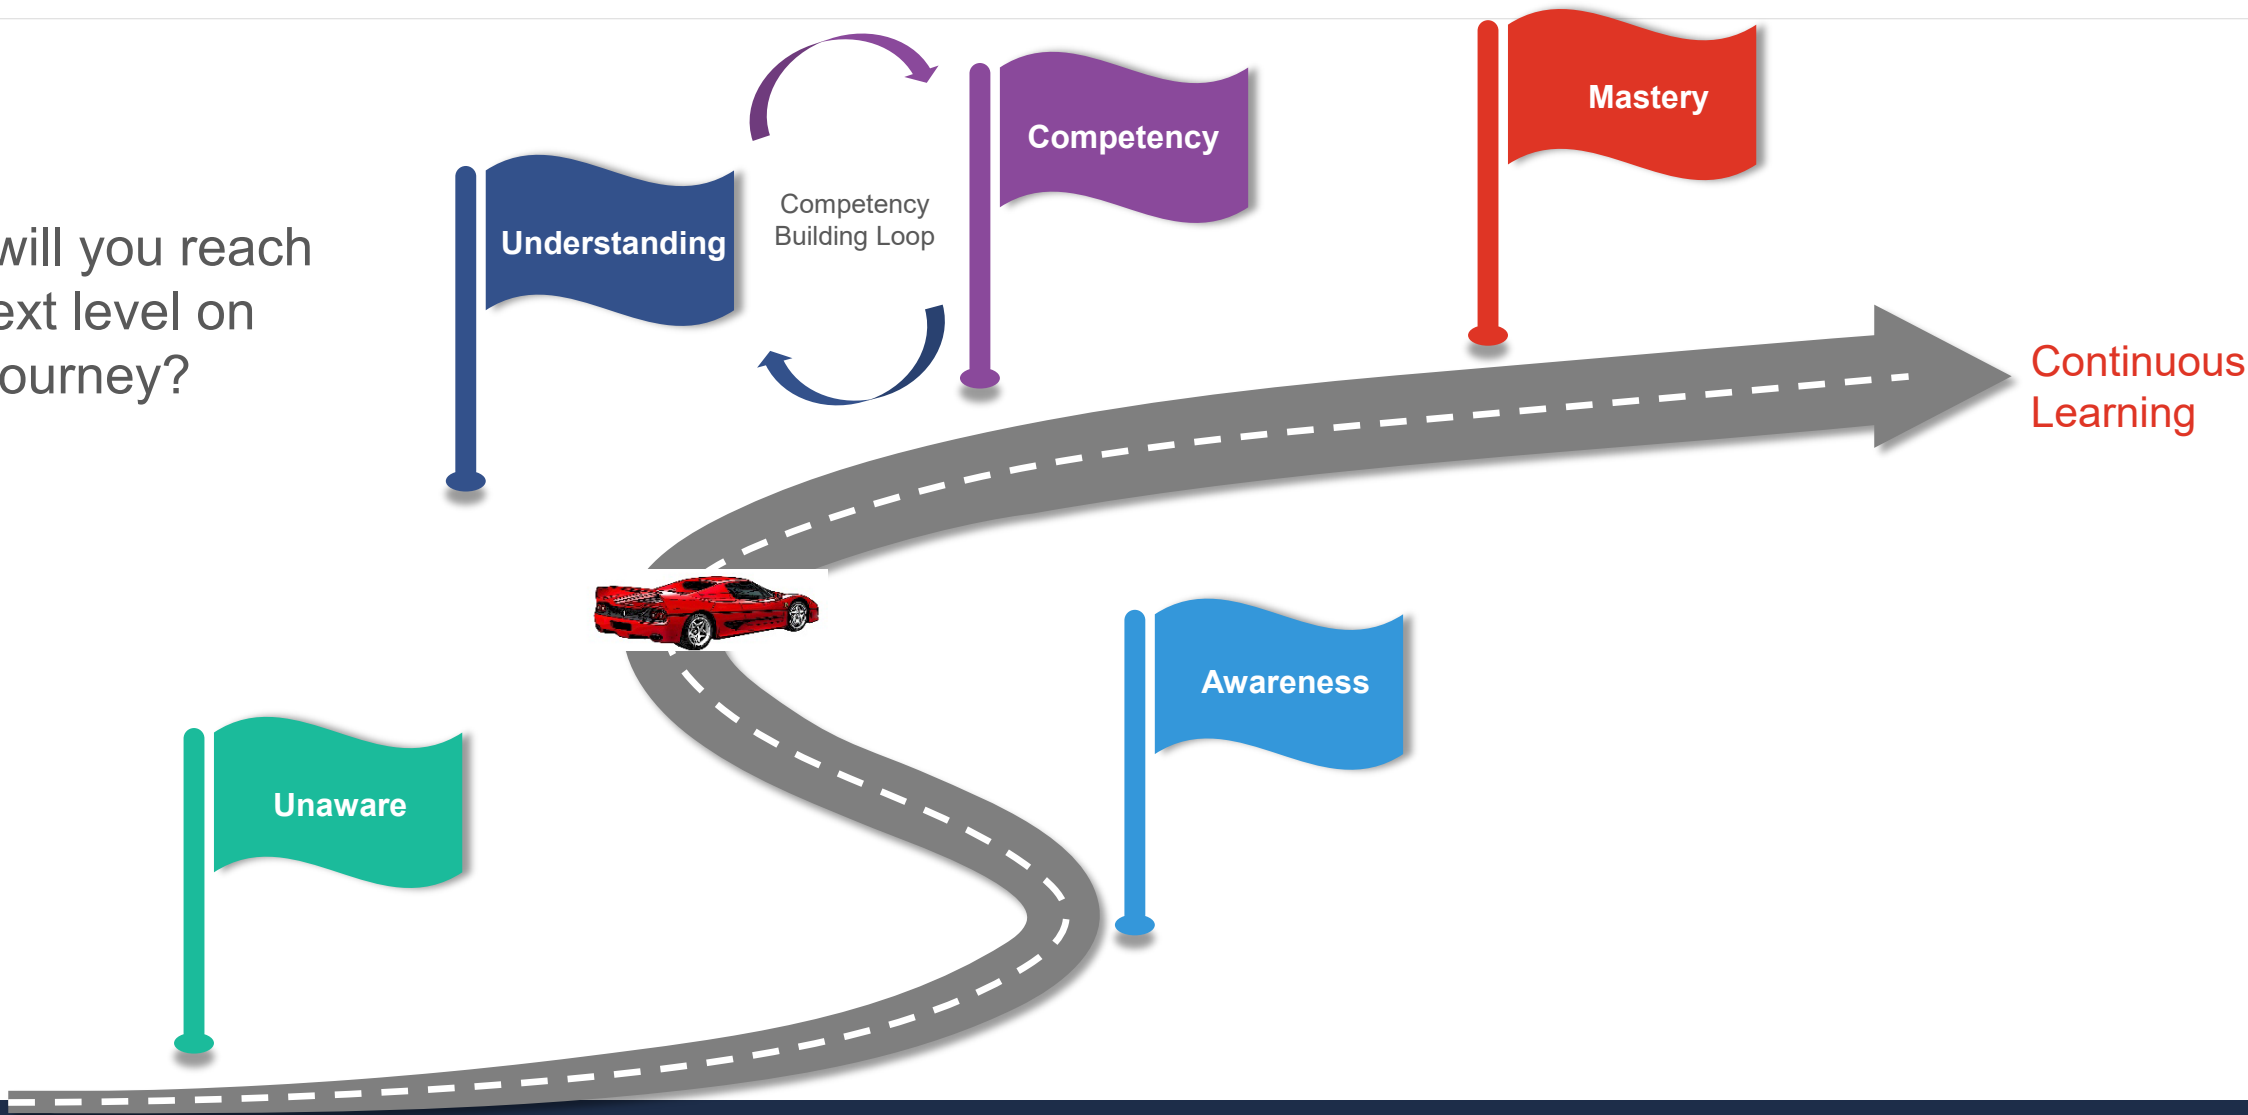 Mastery
Competency
Competency
Building Loop
Understanding
will you reach
ext level on
ourney?
Continuous
Learning
Awareness
Unaware